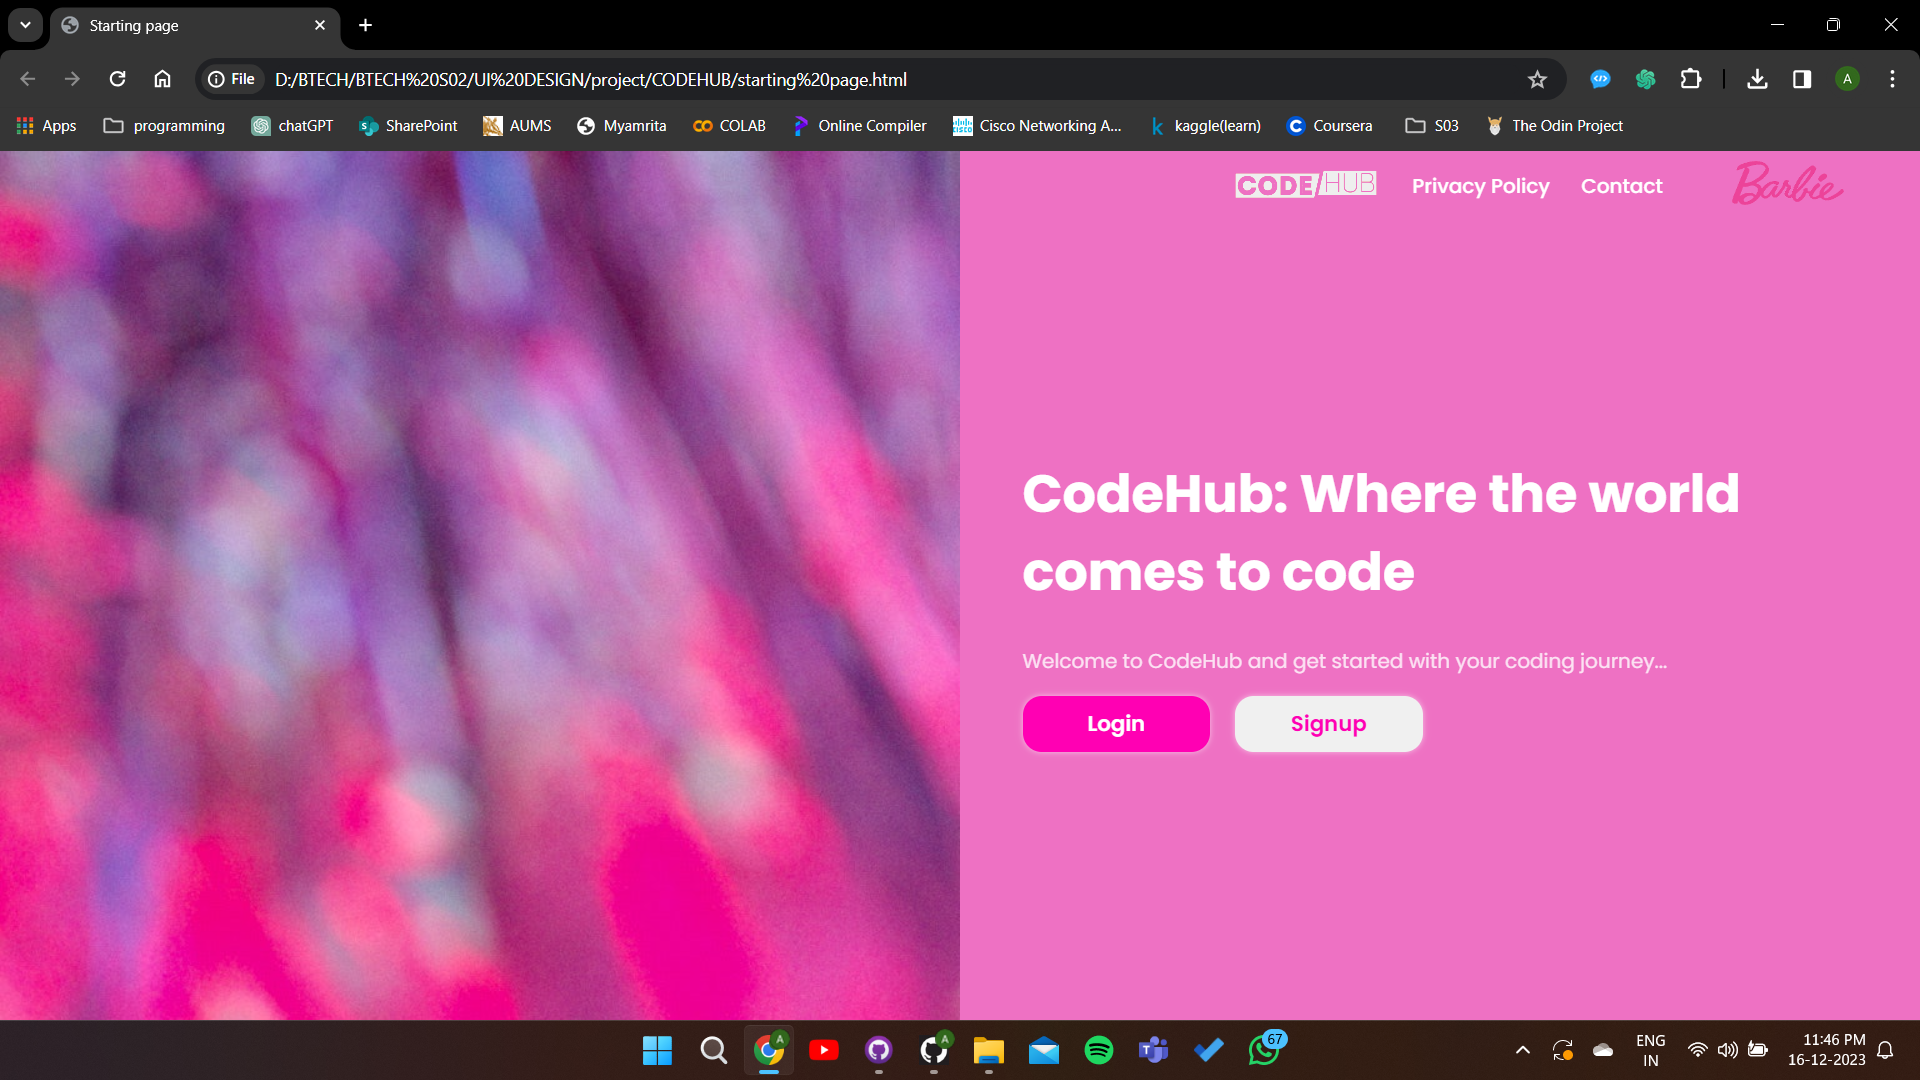 Starting page
File
D:/BTECH/BTECH%20S02/UI%20DESIGN/project/CODEHUB/starting%20page.html
A
Apps programming chatGPT SharePoint AUMS Myamrita COLAB Online Compiler Cisco Networking A... kaggle(learn) Coursera S03 The Odin Project
CODE/HUB Privacy Policy Contact Barbie
CodeHub: Where the world
comes to code
Welcome to CodeHub and get started with your coding journey...
Login Signup
A A 67
ENG
IN
11:46 PM
16-12-2023